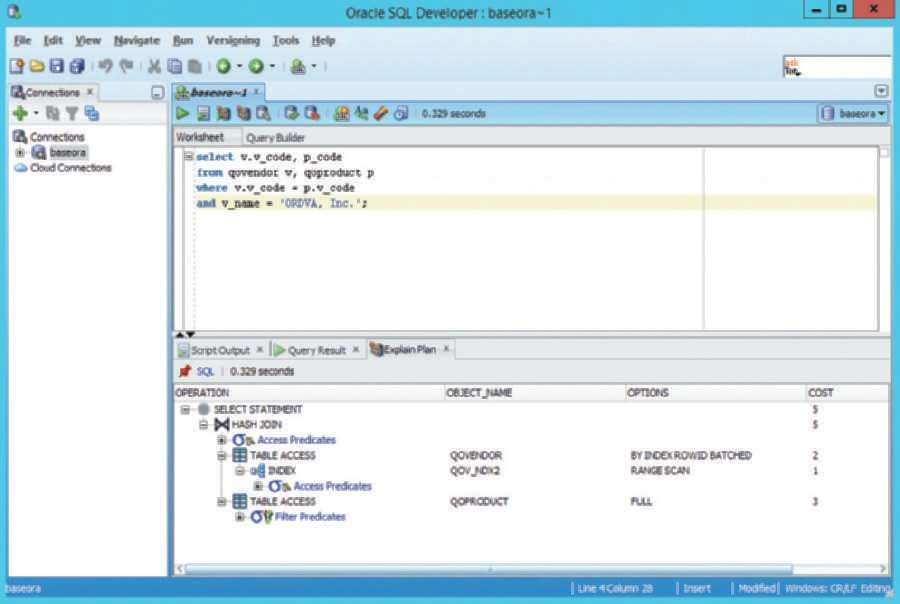 Oracle SQL Developer : baseora~1
File Edit View Navigate Run Versioning Tools Help
Connections
baseora~1
0.329 seconds
baseora
Connections
baseora
Cloud Connections
Worksheet Query Builder
select v.v_code, p_code
from qovendor v, qoproduct p
where v.v_code = p.v_code
and v_name = 'ORDVA, Inc.';
Script Output Query Result Explain Plan
SQL | 0.329 seconds
OPERATION OBJECT_NAME OPTIONS COST
SELECT STATEMENT 5
HASH JOIN 5
Access Predicates
TABLE ACCESS QOVENDOR BY INDEX ROWID BATCHED 2
INDEX QOV_NDX2 RANGE SCAN 1
Access Predicates
TABLE ACCESS QOPRODUCT FULL 3
Filter Predicates
baseora | Line 4 Column 28 | Insert | Modified | Windows: CR/LF Editing